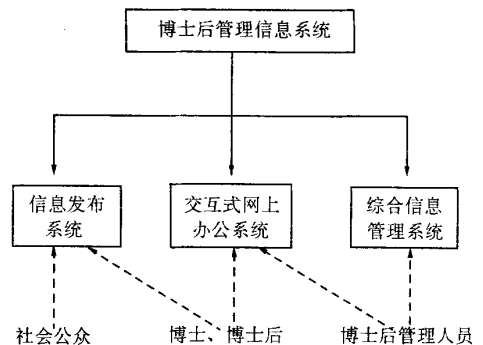 博士后管理信息系统
信息发布
系统
交互式网上
办公系统
综合信息
管理系统
社会公众
博士、博士后
博士后管理人员